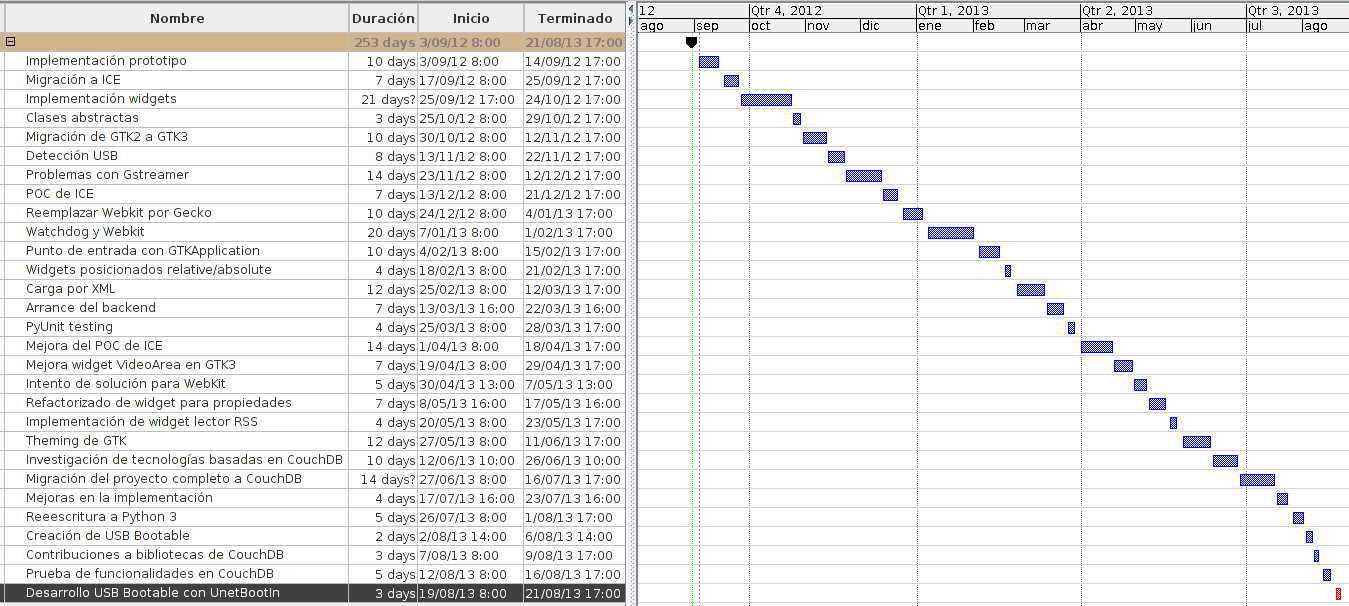 Nombre Duración Inicio Terminado
12 Qtr 4, 2012 Qtr 1, 2013 Qtr 2, 2013 Qtr 3, 2013
ago sep oct nov dic ene feb mar abr may jun jul ago
253 days 3/09/12 8:00 21/08/13 17:00
Implementación prototipo 10 days 3/09/12 8:00 14/09/12 17:00
Migración a ICE 7 days 17/09/12 8:00 25/09/12 17:00
Implementación widgets 21 days? 25/09/12 17:00 24/10/12 17:00
Clases abstractas 3 days 25/10/12 8:00 29/10/12 17:00
Migración de GTK2 a GTK3 10 days 30/10/12 8:00 12/11/12 17:00
Detección USB 8 days 13/11/12 8:00 22/11/12 17:00
Problemas con Gstreamer 14 days 23/11/12 8:00 12/12/12 17:00
POC de ICE 7 days 13/12/12 8:00 21/12/12 17:00
Reemplazar Webkit por Gecko 10 days 24/12/12 8:00 4/01/13 17:00
Watchdog y Webkit 20 days 7/01/13 8:00 1/02/13 17:00
Punto de entrada con GTKApplication 10 days 4/02/13 8:00 15/02/13 17:00
Widgets posicionados relative/absolute 4 days 18/02/13 8:00 21/02/13 17:00
Carga por XML 12 days 25/02/13 8:00 12/03/13 17:00
Arrance del backend 7 days 13/03/13 16:00 22/03/13 16:00
PyUnit testing 4 days 25/03/13 8:00 28/03/13 17:00
Mejora del POC de ICE 14 days 1/04/13 8:00 18/04/13 17:00
Mejora widget VideoArea en GTK3 7 days 19/04/13 8:00 29/04/13 17:00
Intento de solución para WebKit 5 days 30/04/13 13:00 7/05/13 13:00
Refactorizado de widget para propiedades 7 days 8/05/13 16:00 17/05/13 16:00
Implementación de widget lector RSS 4 days 20/05/13 8:00 23/05/13 17:00
Theming de GTK 12 days 27/05/13 8:00 11/06/13 17:00
Investigación de tecnologías basadas en CouchDB 10 days 12/06/13 10:00 26/06/13 10:00
Migración del proyecto completo a CouchDB 14 days? 27/06/13 8:00 16/07/13 17:00
Mejoras en la implementación 4 days 17/07/13 16:00 23/07/13 16:00
Reeescritura a Python 3 5 days 26/07/13 8:00 1/08/13 17:00
Creación de USB Bootable 2 days 2/08/13 14:00 6/08/13 14:00
Contribuciones a bibliotecas de CouchDB 3 days 7/08/13 8:00 9/08/13 17:00
Prueba de funcionalidades en CouchDB 5 days 12/08/13 8:00 16/08/13 17:00
Desarrollo USB Bootable con UnetBootIn 3 days 19/08/13 8:00 21/08/13 17:00